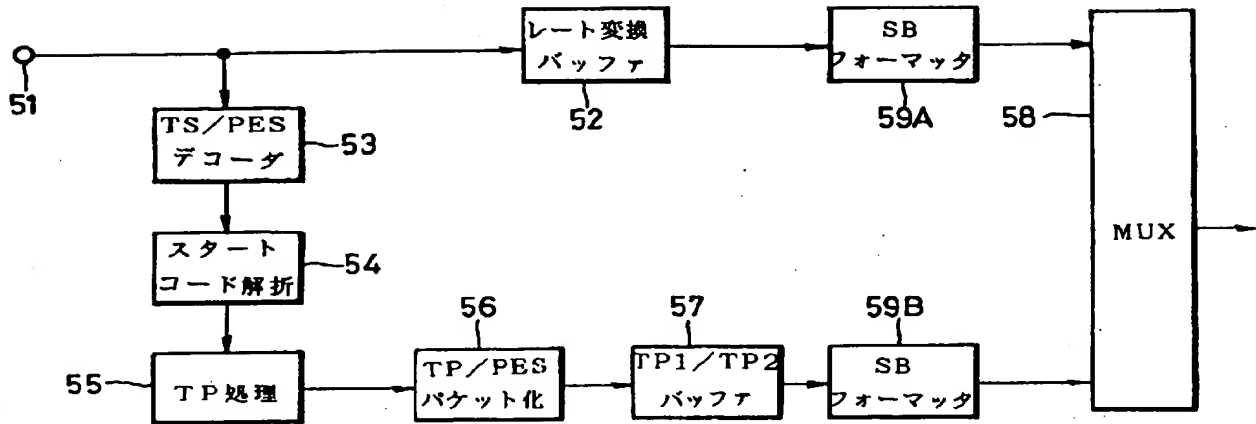 51
レート変換
バッファ
52
SB
フォーマッタ
59A
58
MUX
TS／PES
デコーダ
53
スタート
コード解折
54
55
TP処理
56
TP／PES
パケット化
57
TP1／TP2
バッファ
59B
SB
フォーマッタ